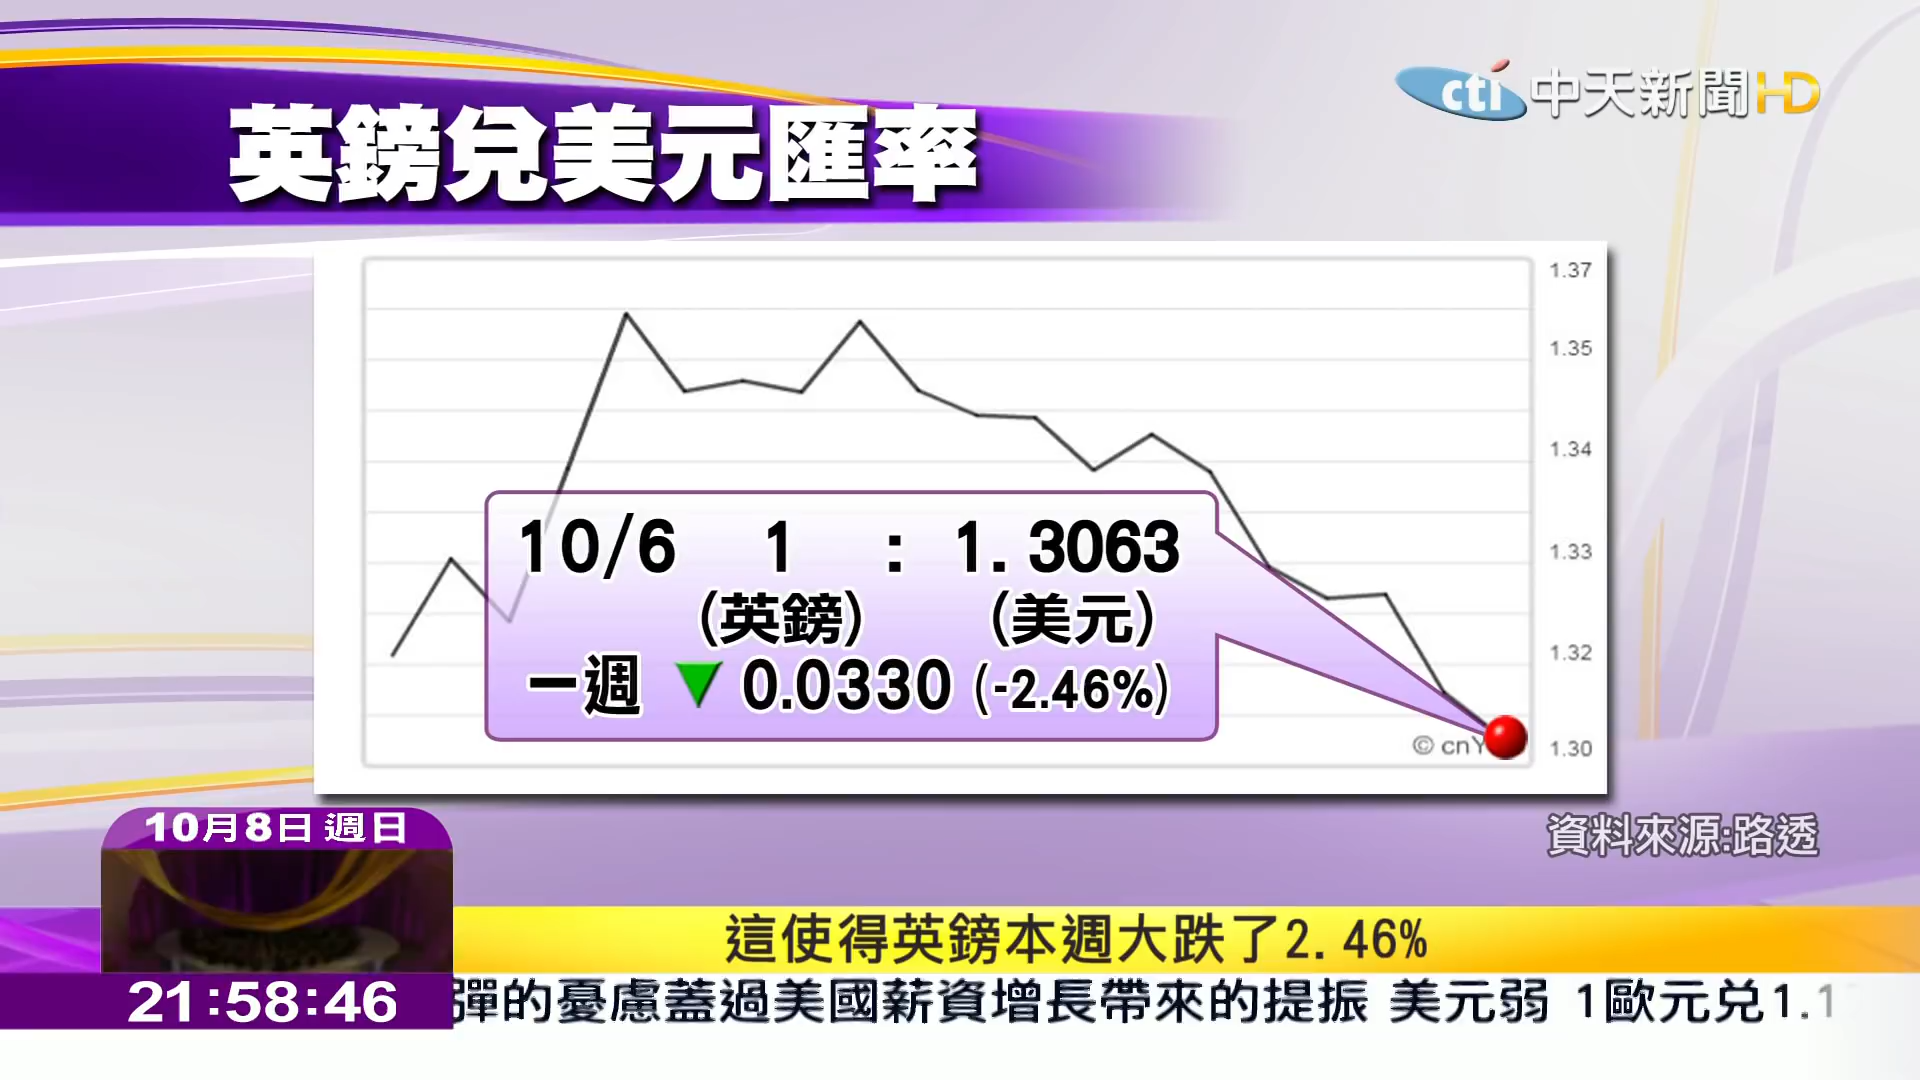 英鎊兌美元匯率
cti 中天新聞HD
1.37
1.35
1.34
1.33
1.32
1.30
10/6 1 : 1.3063
(英鎊) (美元)
一週 ▼ 0.0330 (-2.46%)
© cnY
資料來源:路透
10月8日 週日
這使得英鎊本週大跌了2.46%
21:58:46
彈的憂慮蓋過美國薪資增長帶來的提振 美元弱 1歐元兌1.1